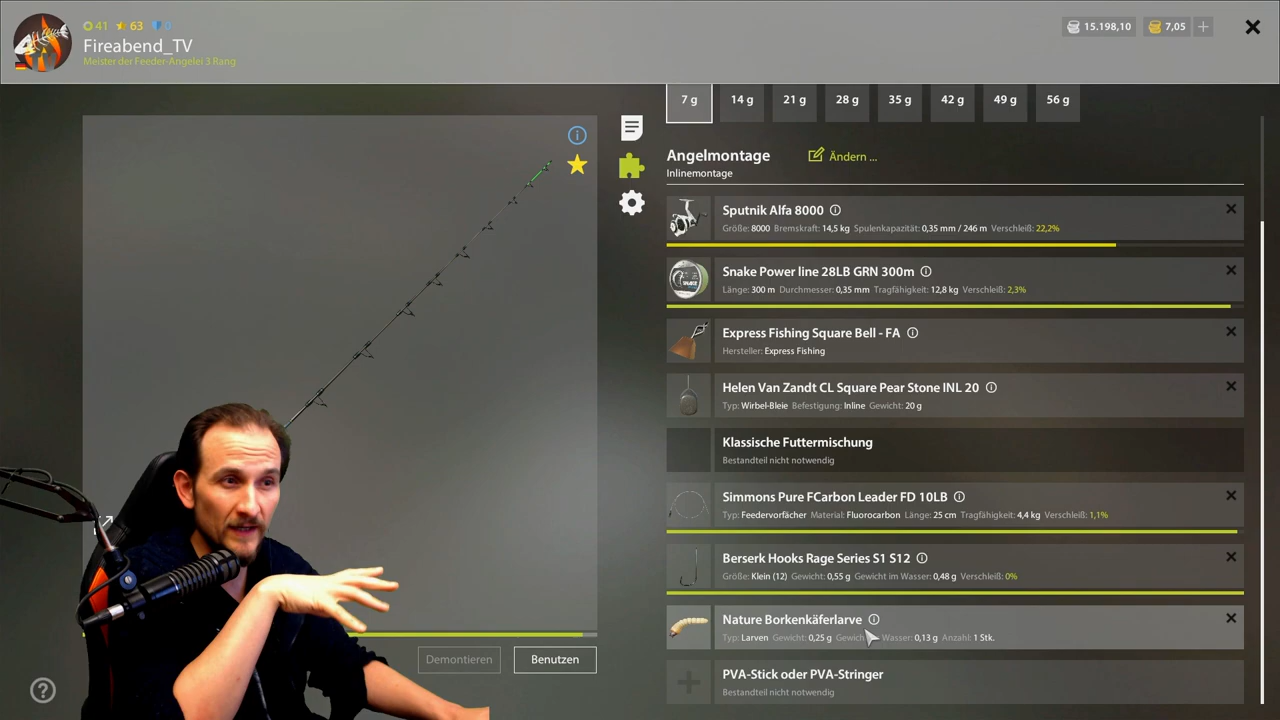 41 63 0
Fireabend_TV
Meister der Feeder-Angelei 3 Rang
15.198,10 7,05 +
7 g 14 g 21 g 28 g 35 g 42 g 49 g 56 g
Angelmontage Ändern ...
Inlinemontage
Sputnik Alfa 8000
Größe: 8000 Bremskraft: 14,5 kg Spulenkapazität: 0,35 mm / 246 m Verschleiß: 22,2%
Snake Power line 28LB GRN 300m
Länge: 300 m Durchmesser: 0,35 mm Tragfähigkeit: 12,8 kg Verschleiß: 2,3%
Express Fishing Square Bell - FA
Hersteller: Express Fishing
Helen Van Zandt CL Square Pear Stone INL 20
Typ: Wirbel-Bleie Befestigung: Inline Gewicht: 20 g
Klassische Futtermischung
Bestandteil nicht notwendig
Simmons Pure FCarbon Leader FD 10LB
Typ: Feedervorfächer Material: Fluorocarbon Länge: 25 cm Tragfähigkeit: 4,4 kg Verschleiß: 1,1%
Berserk Hooks Rage Series S1 S12
Größe: Klein (12) Gewicht: 0,55 g Gewicht im Wasser: 0,48 g Verschleiß: 0%
Nature Borkenkäferlarve
Typ: Larven Gewicht: 0,25 g Wasser: 0,13 g Anzahl: 1 Stk.
PVA-Stick oder PVA-Stringer
Bestandteil nicht notwendig
Demontieren Benutzen